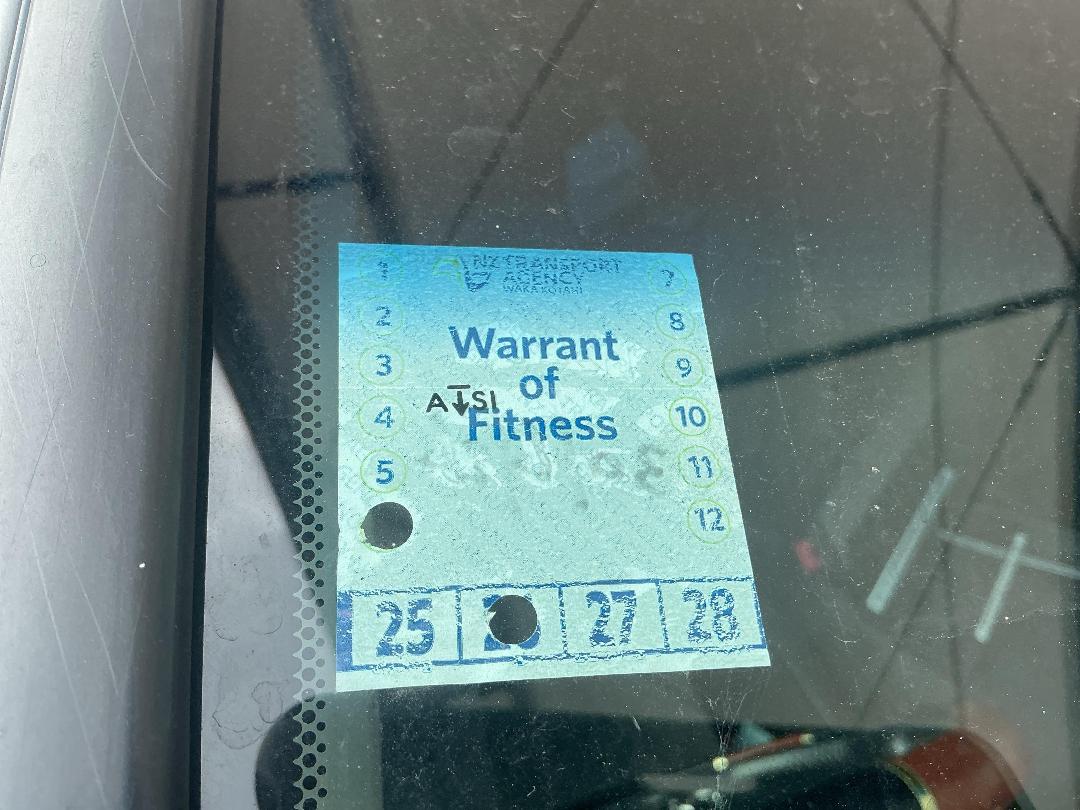 NZ TRANSPORT
AGENCY
WAKA KOTAHI
1
7
2
8
Warrant
3
9
of
4
10
Fitness
5
11
12
25
27
28